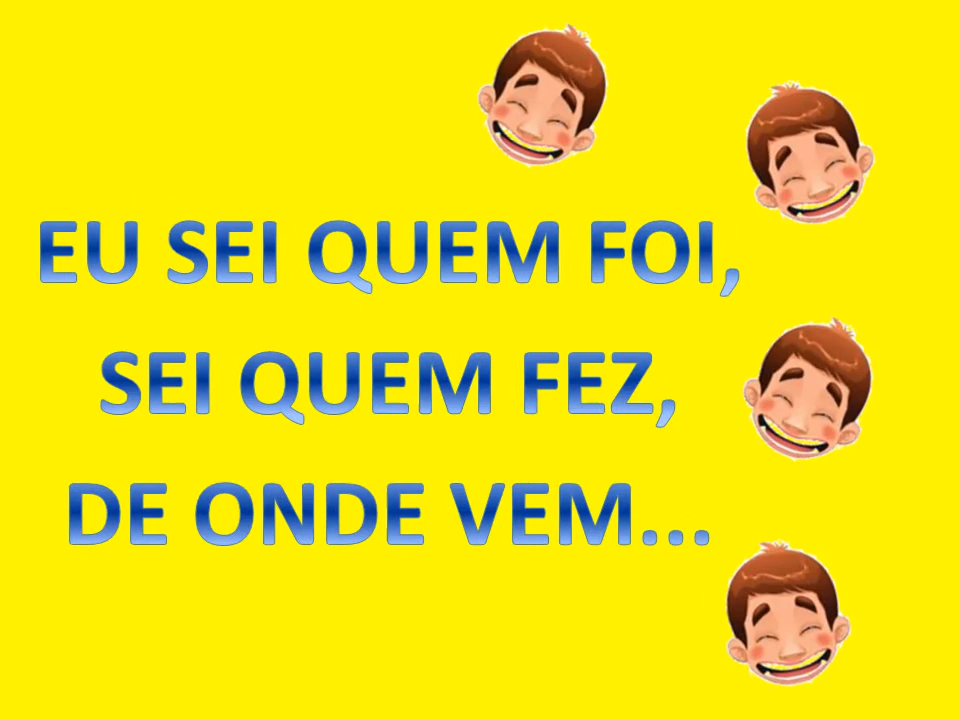 EU SEI QUEM FOI,
SEI QUEM FEZ,
DE ONDE VEM...